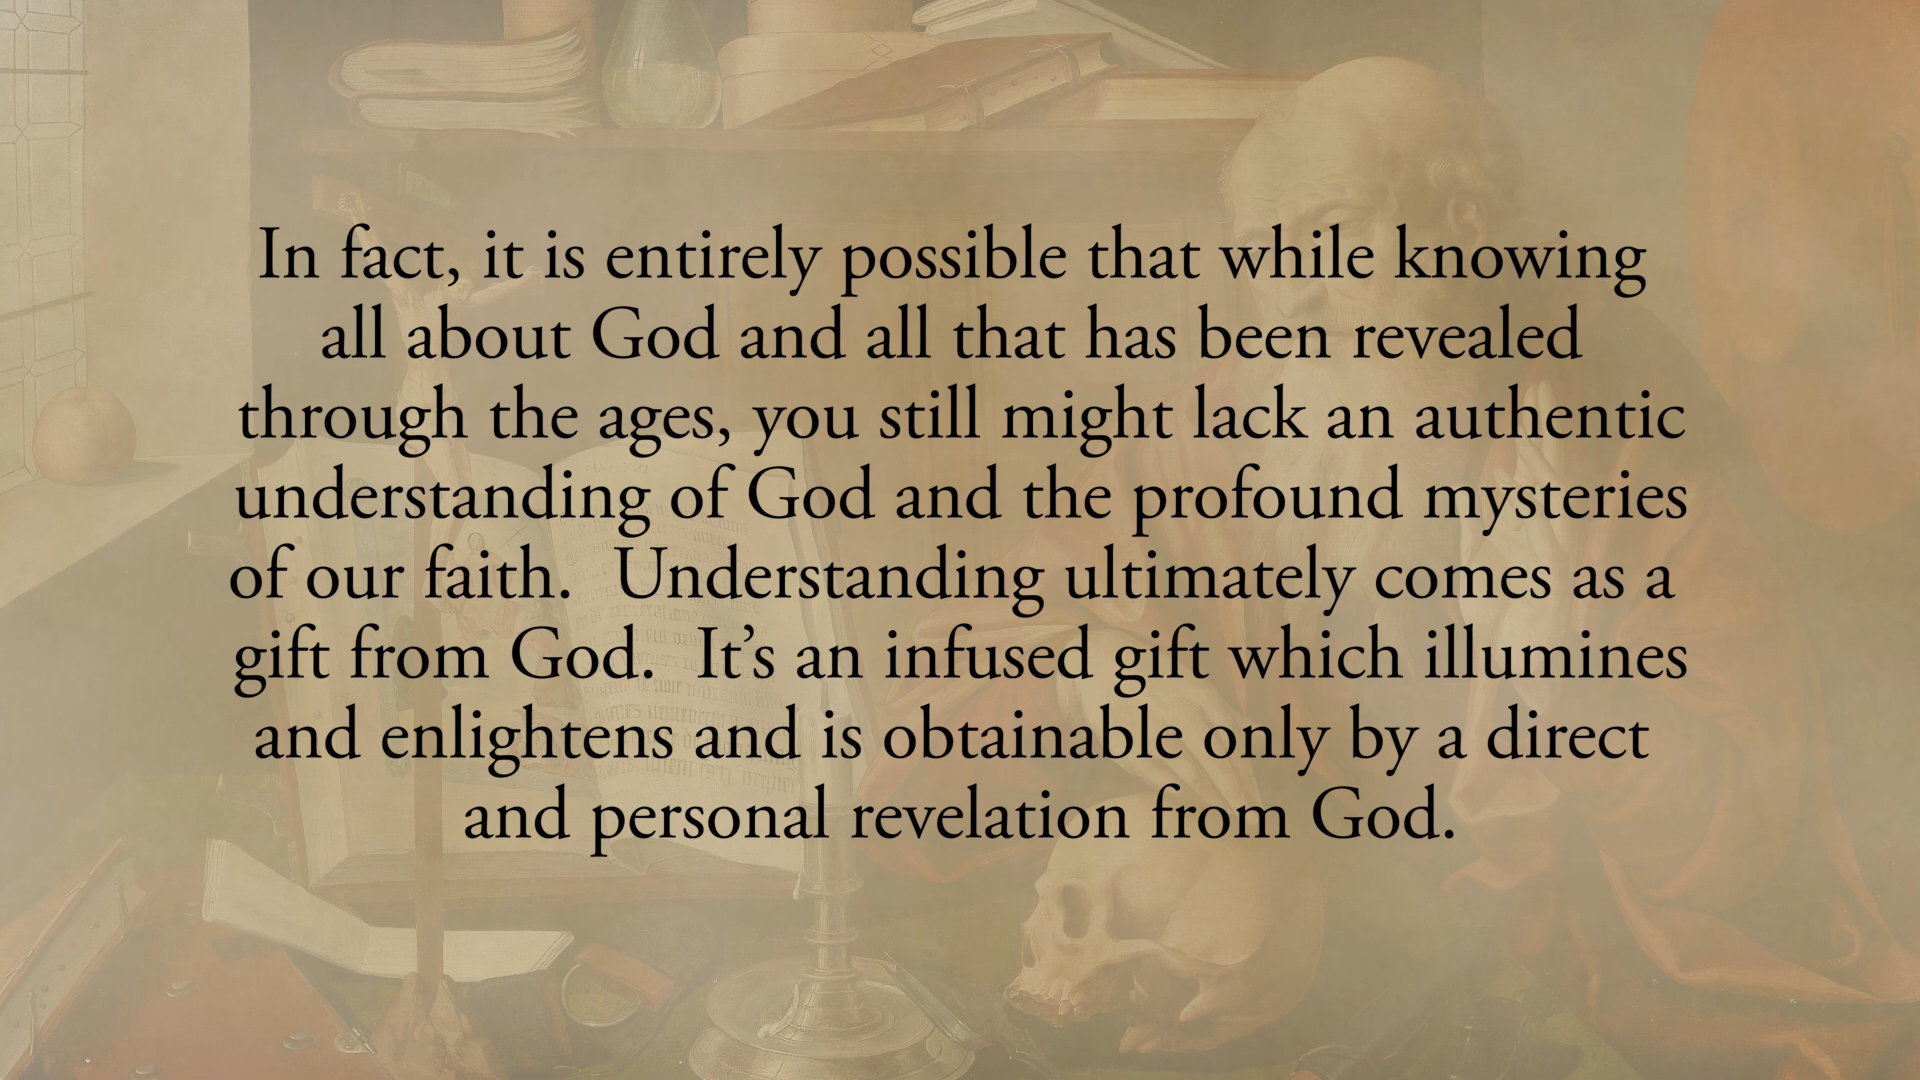 In fact, it is entirely possible that while knowing
all about God and all that has been revealed
through the ages, you still might lack an authentic
understanding of God and the profound mysteries
of our faith.  Understanding ultimately comes as a
gift from God.  It’s an infused gift which illumines
and enlightens and is obtainable only by a direct
and personal revelation from God.